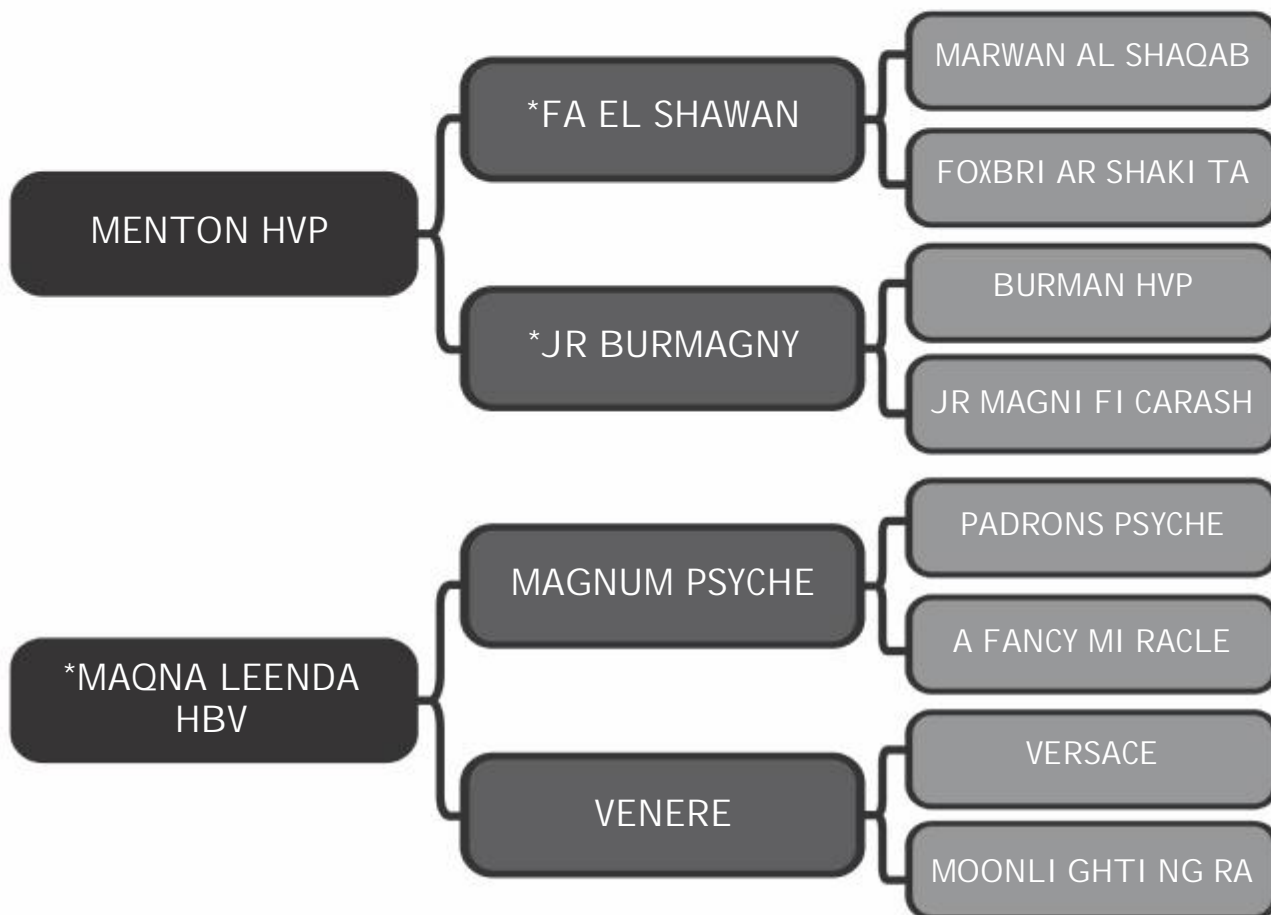 MARWAN AL SHAQAB
*FA EL SHAWAN
FOXBRI AR SHAKI TA
MENTON HVP
BURMAN HVP
*JR BURMAGNY
JR MAGNI FI CARASH
PADRONS PSYCHE
MAGNUM PSYCHE
A FANCY MI RACLE
*MAQNA LEENDA
HBV
VERSACE
VENERE
MOONLI GHTI NG RA